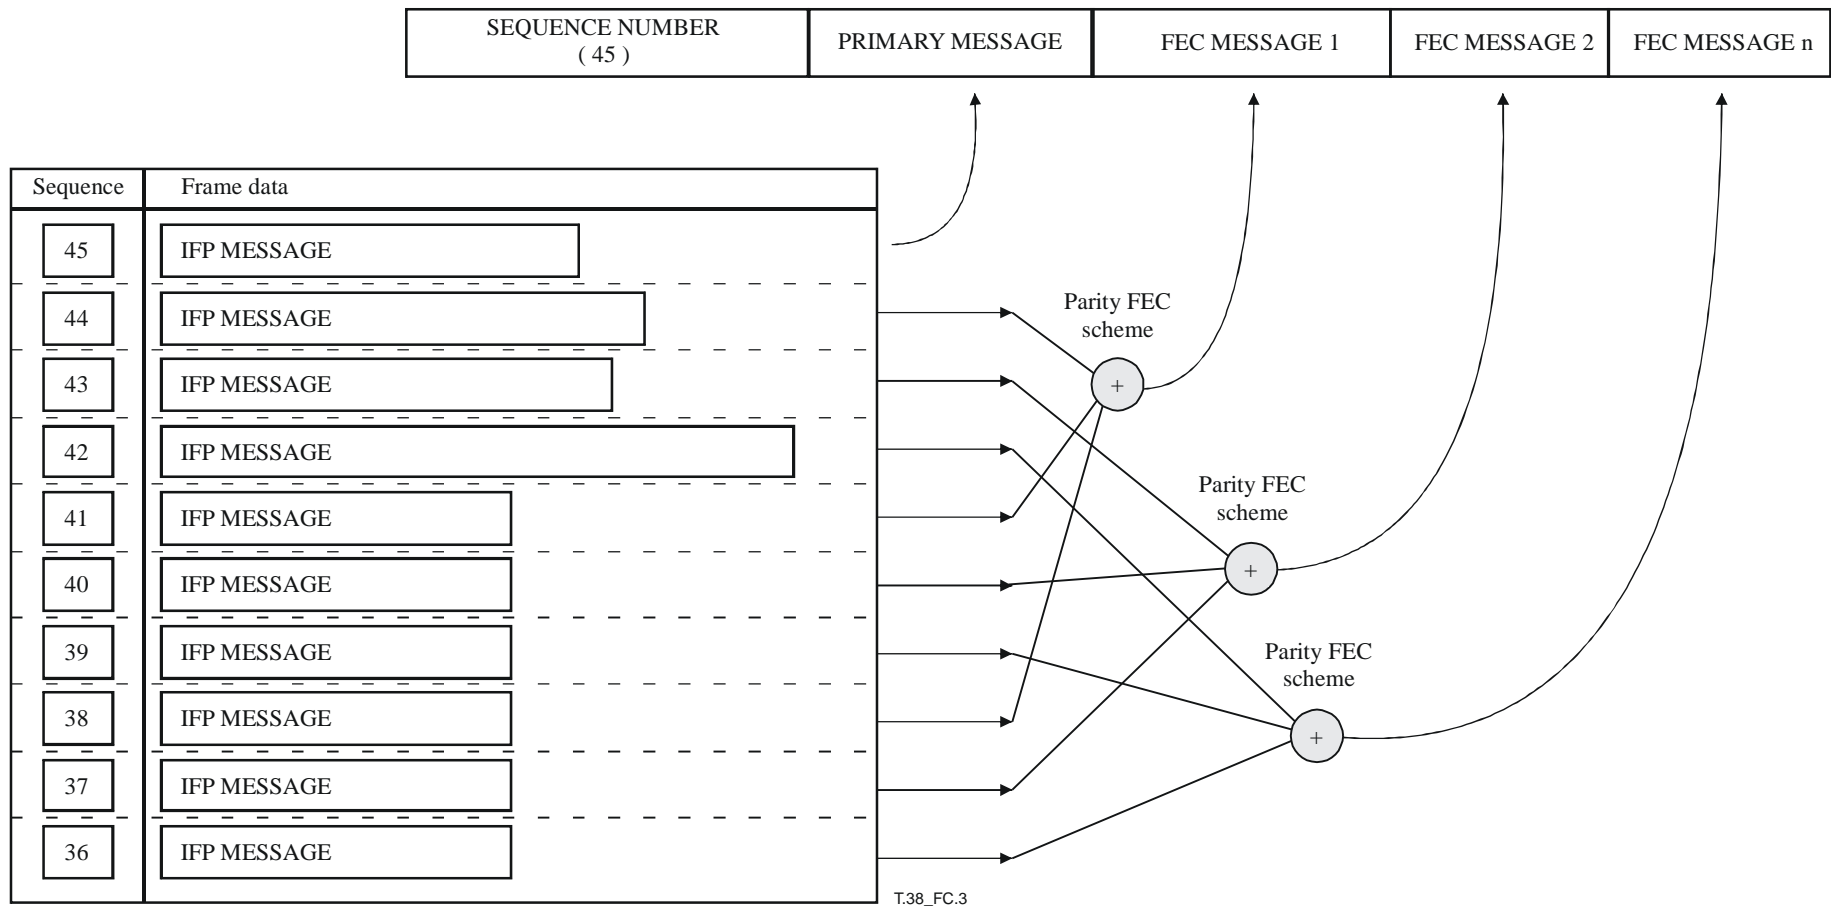 SEQUENCE NUMBER
( 45 )
PRIMARY MESSAGE
FEC MESSAGE 1
FEC MESSAGE 2
FEC MESSAGE n
Sequence
Frame data
45
IFP MESSAGE
44
IFP MESSAGE
43
IFP MESSAGE
42
IFP MESSAGE
41
IFP MESSAGE
40
IFP MESSAGE
39
IFP MESSAGE
38
IFP MESSAGE
37
IFP MESSAGE
36
IFP MESSAGE
Parity FEC
scheme
+
Parity FEC
scheme
+
Parity FEC
scheme
+
T.38_FC.3